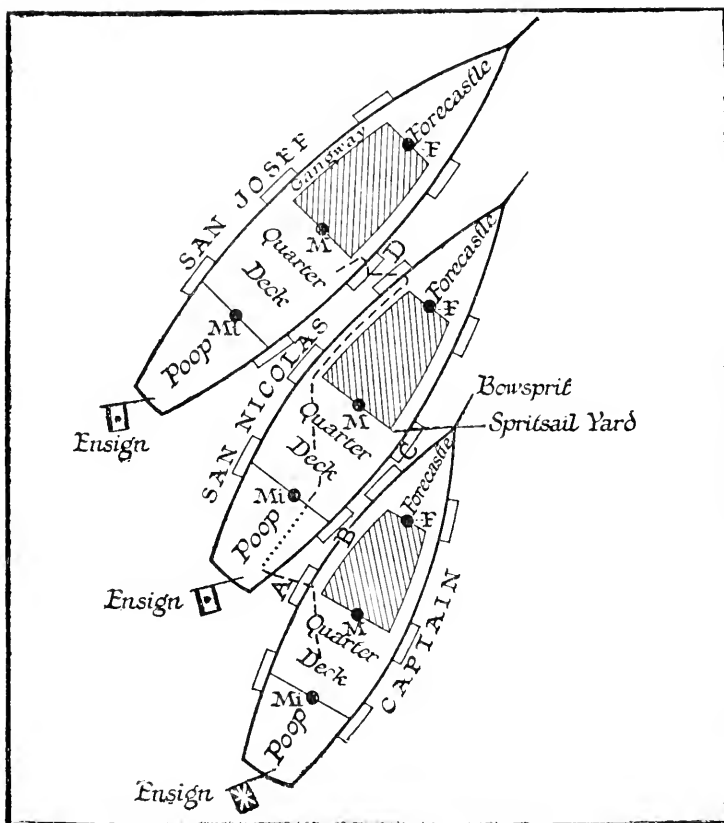 SAN JOSEF
Gangway
Forecastle
F
M
Quarter
Deck
D
Mi
Poop
Ensign
SAN NICOLAS
Forecastle
F
M
Quarter
Deck
C
Mi
Poop
B
A
Ensign
Bowsprit
Spritsail Yard
CAPTAIN
Forecastle
F
M
Quarter
Deck
Mi
Poop
Ensign